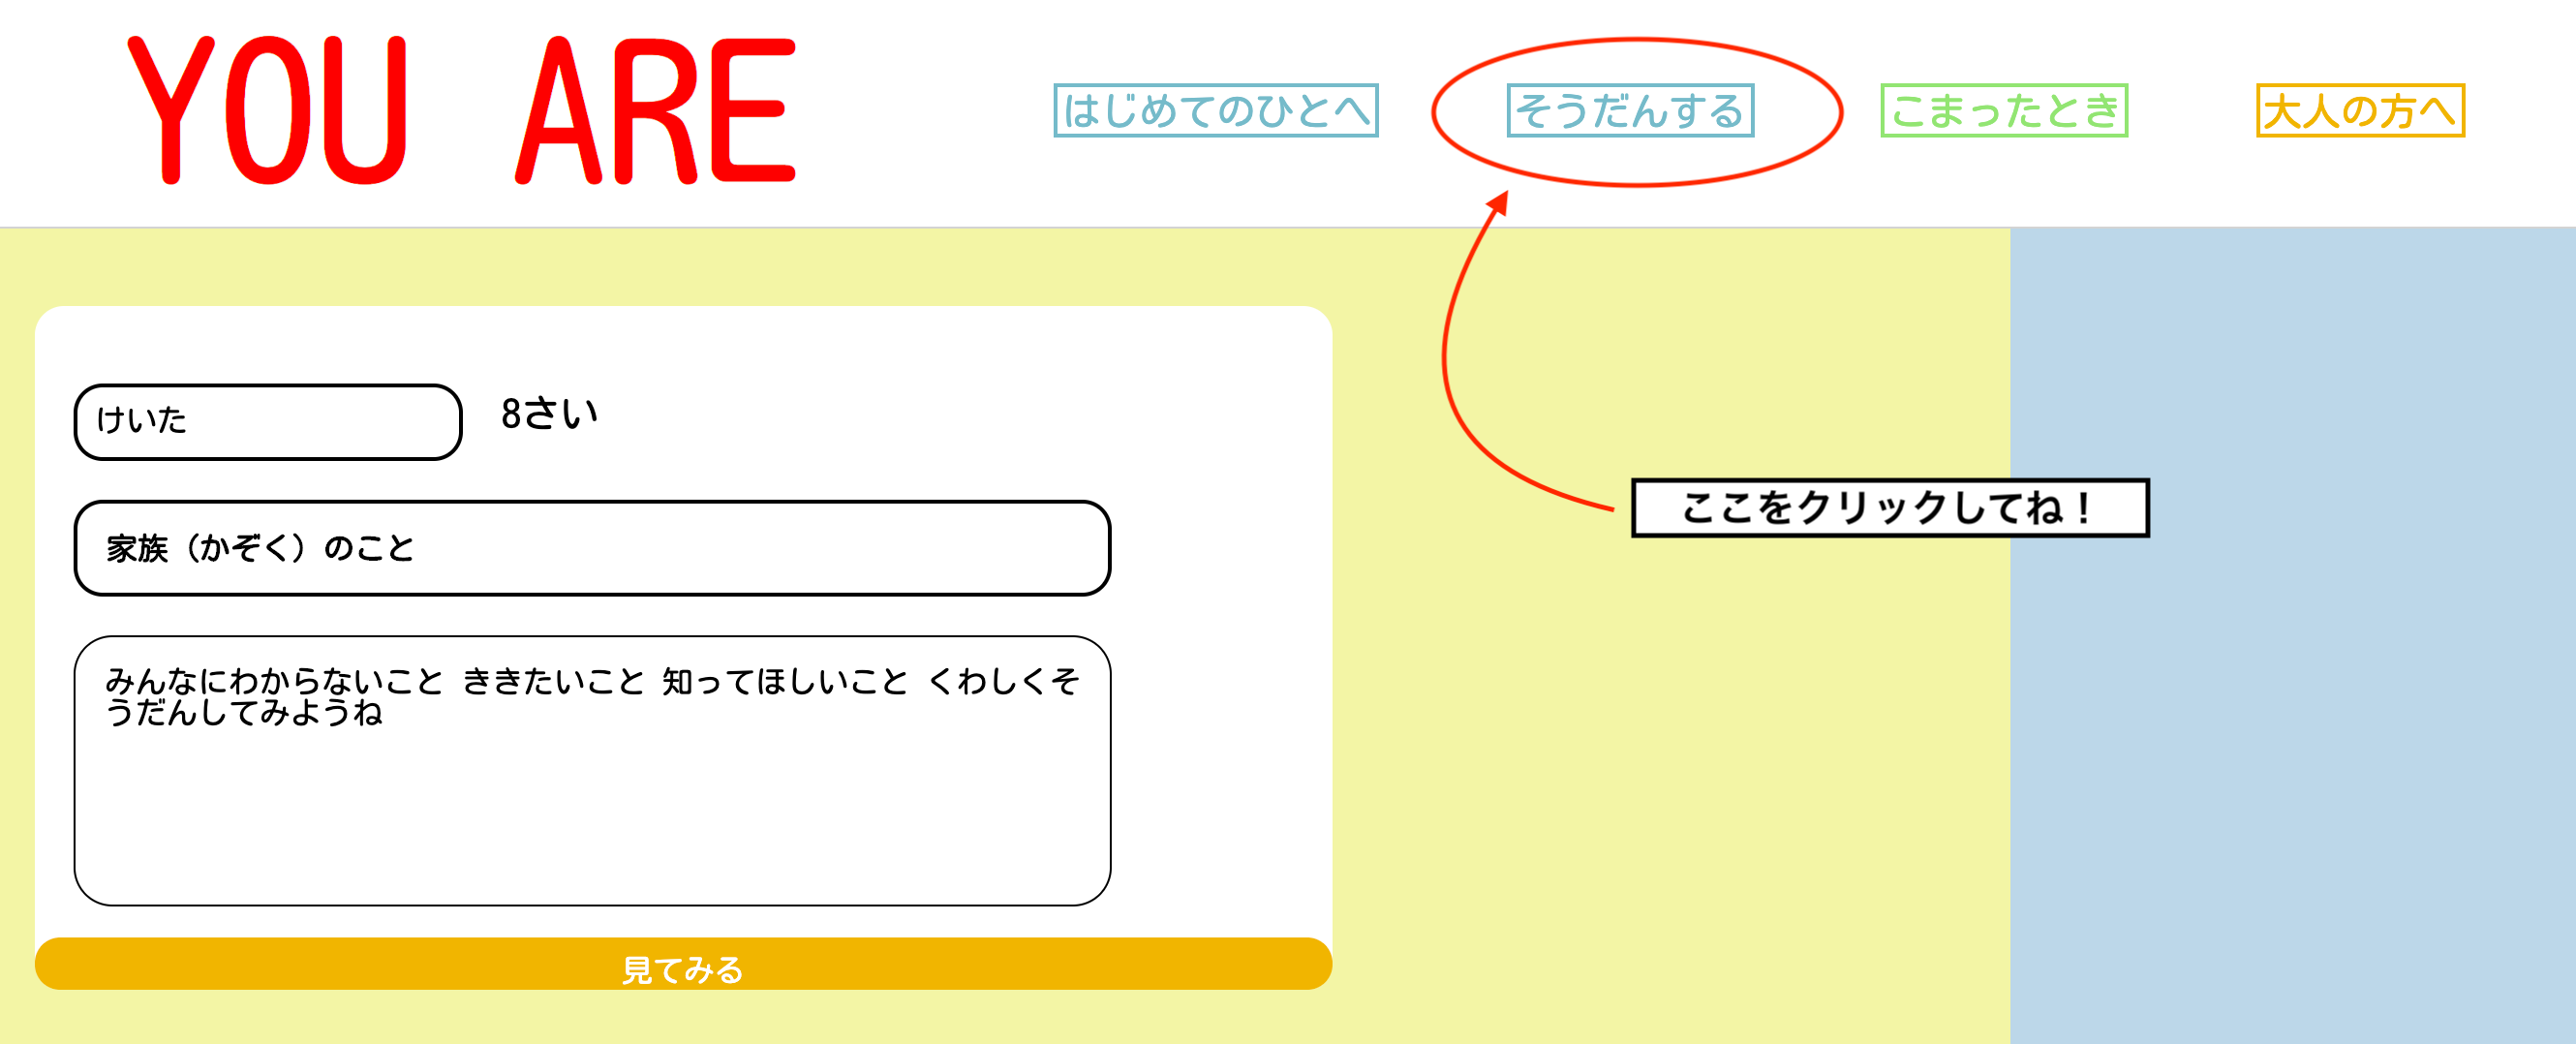 YOU ARE
はじめてのひとへ
そうだんする
こまったとき
大人の方へ
けいた
8さい
ここをクリックしてね！
家族（かぞく）のこと
みんなにわからないこと ききたいこと 知ってほしいこと くわしくそ
うだんしてみようね
見てみる